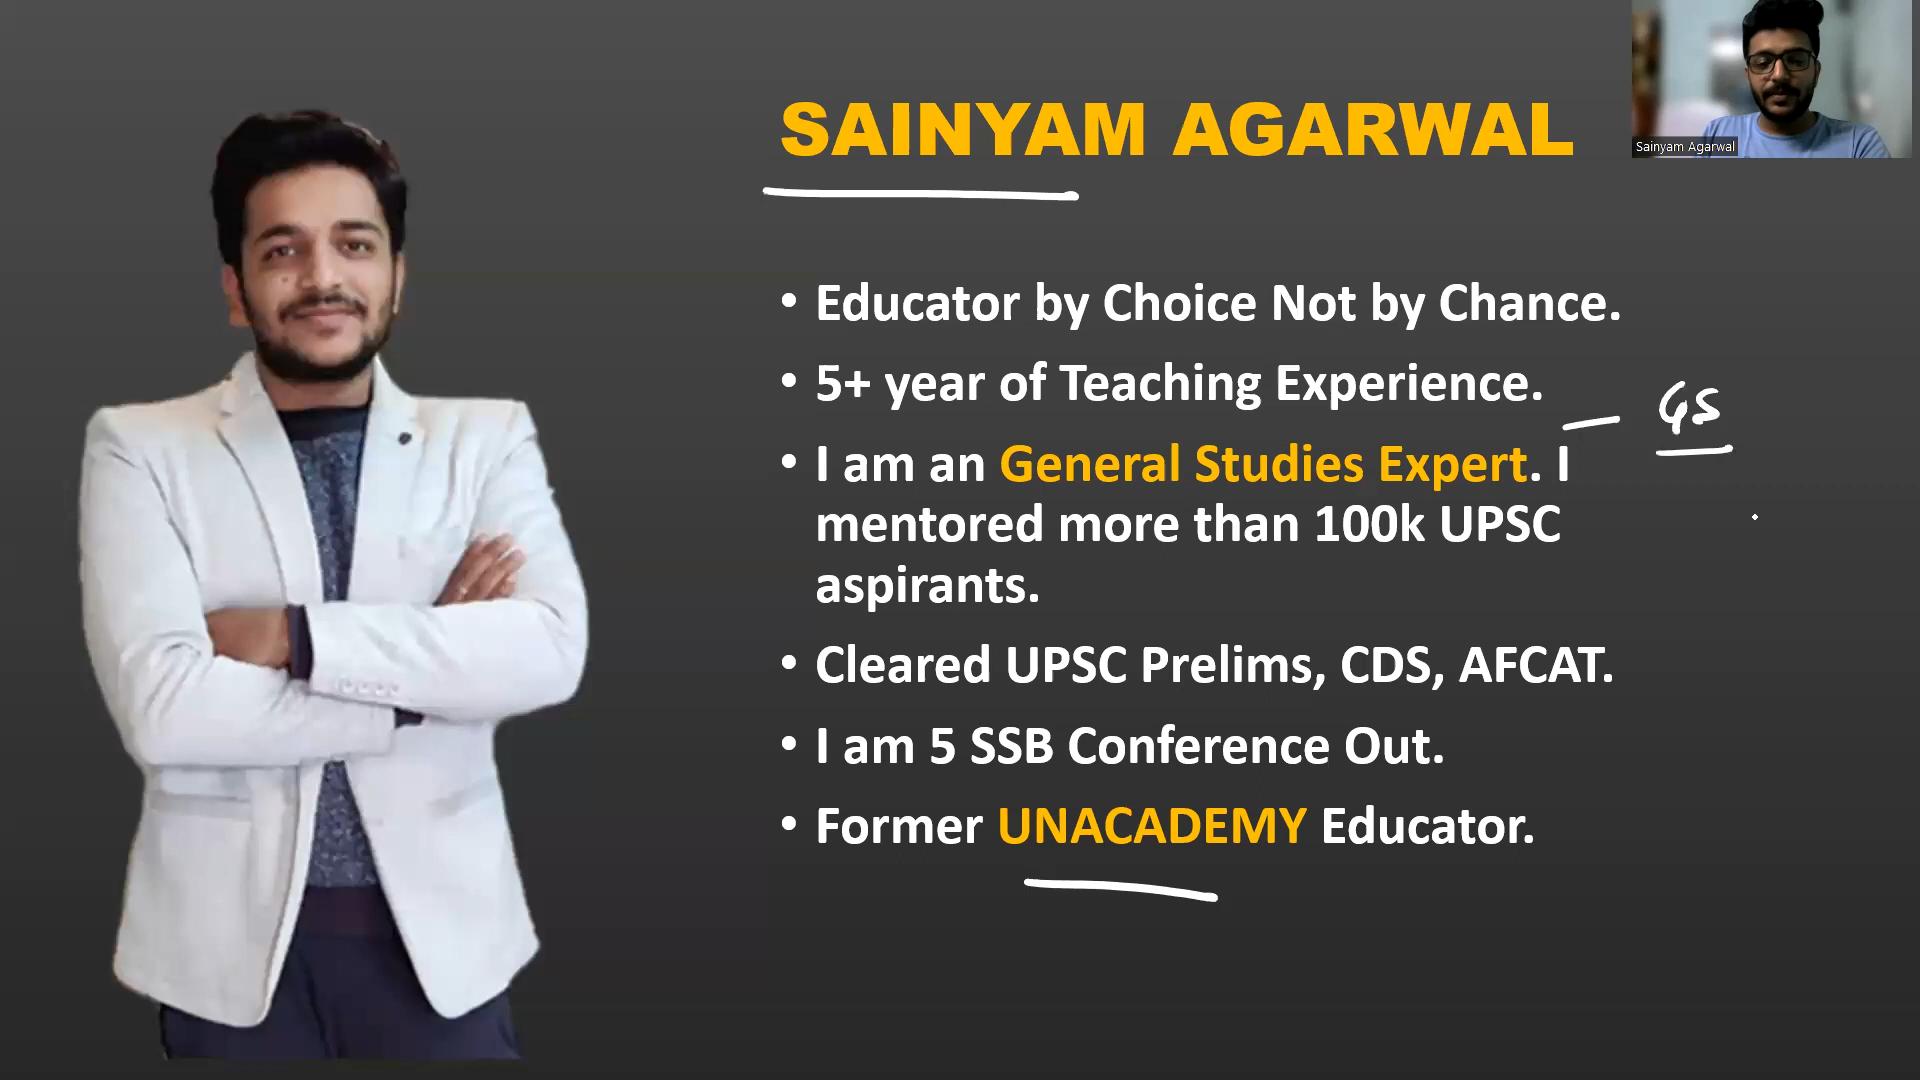 SAINYAM AGARWAL
Sainyam Agarwal
• Educator by Choice Not by Chance.
• 5+ year of Teaching Experience.
GS
• I am an General Studies Expert. I
mentored more than 100k UPSC
aspirants.
• Cleared UPSC Prelims, CDS, AFCAT.
• I am 5 SSB Conference Out.
• Former UNACADEMY Educator.